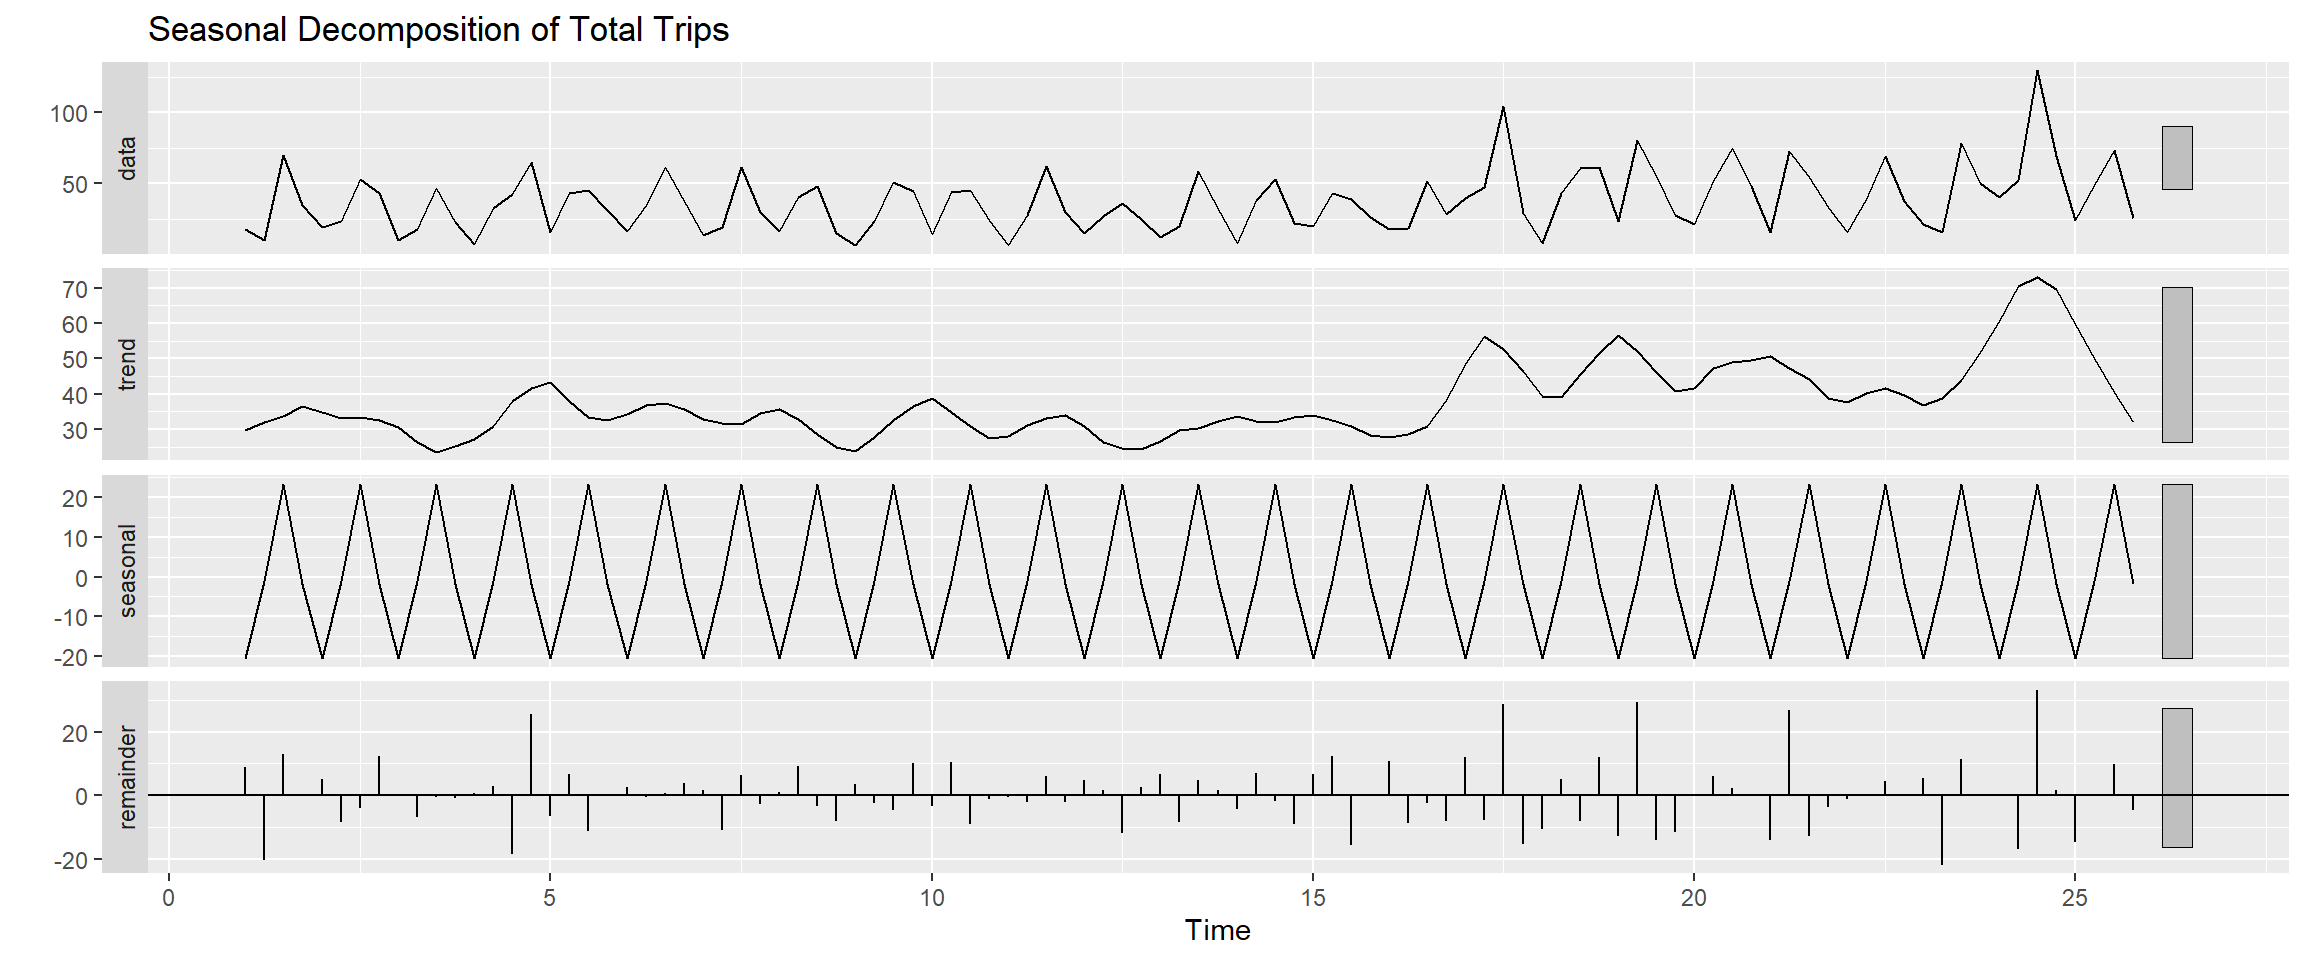 Seasonal Decomposition of Total Trips
100
50
data
70
60
50
40
30
trend
20
10
0
-10
-20
seasonal
20
0
-20
remainder
0 5 10 15 20 25
Time